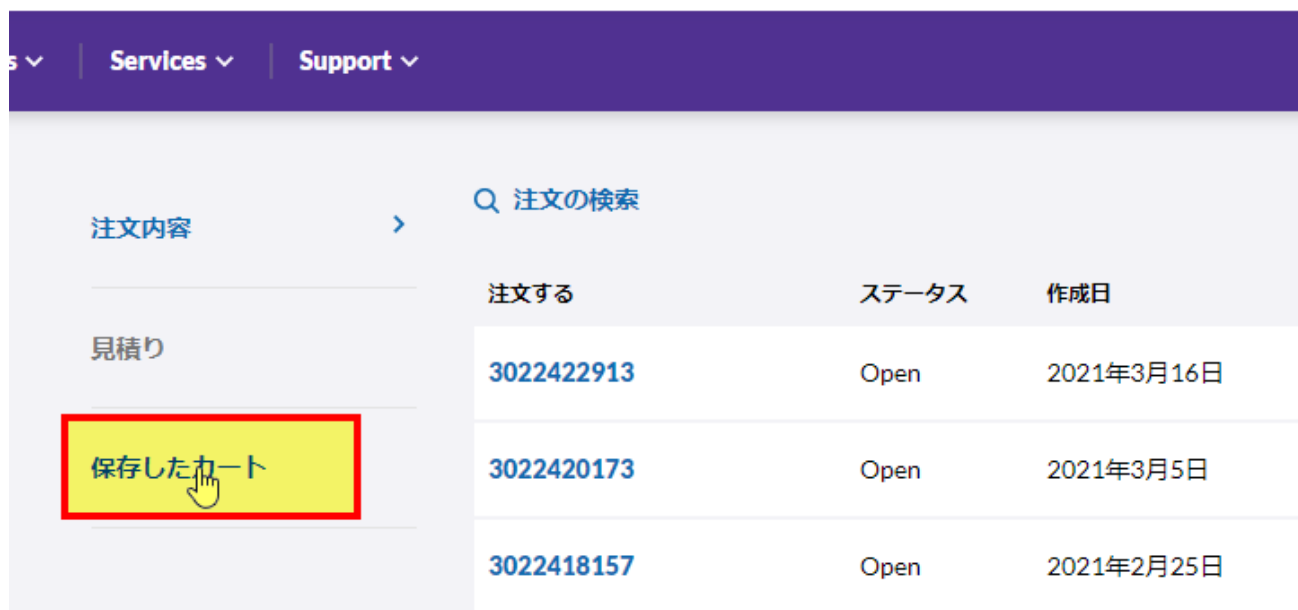 s Services Support
注文の検索
注文内容
注文する ステータス 作成日
見積り
3022422913 Open 2021年3月16日
保存したカート
3022420173 Open 2021年3月5日
3022418157 Open 2021年2月25日